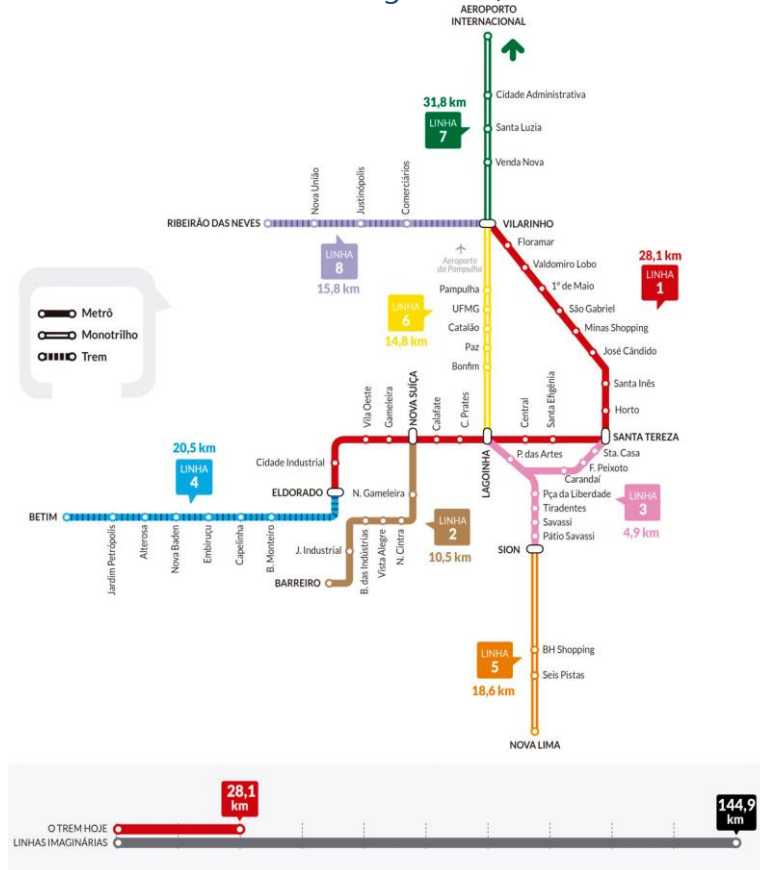 AEROPORTO
INTERNACIONAL
Cidade Administrativa
31,8 km
LINHA
7
Santa Luzia
Venda Nova
Nova União
Justinópolis
Comerciários
RIBEIRÃO DAS NEVES
VILARINHO
LINHA
8
15,8 km
Aeroporto
da Pampulha
Floramar
Valdomiro Lobo
1º de Maio
São Gabriel
Minas Shopping
José Cândido
Santa Inês
Horto
28,1 km
LINHA
1
Pampulha
UFMG
Catalão
Paz
Bonfim
LINHA
6
14,8 km
Metrô
Monotrilho
Trem
Vila Oeste
Gameleira
NOVA SUÍÇA
Calafate
C. Prates
Central
Santa Efigênia
SANTA TEREZA
LAGOINHA
P. das Artes
Sta. Casa
F. Peixoto
Carandaí
Cidade Industrial
20,5 km
LINHA
4
ELDORADO
N. Gameleira
BETIM
Jardim Petrópolis
Alterosa
Nova Baden
Embiruçu
Capelinha
B. Monteiro
J. Industrial
BARREIRO
B. das Indústrias
Vista Alegre
N. Cintra
LINHA
2
10,5 km
Pça da Liberdade
Tiradentes
Savassi
Pátio Savassi
LINHA
3
4,9 km
SION
LINHA
5
18,6 km
BH Shopping
Seis Pistas
NOVA LIMA
28,1
km
144,9
km
O TREM HOJE
LINHAS IMAGINÁRIAS